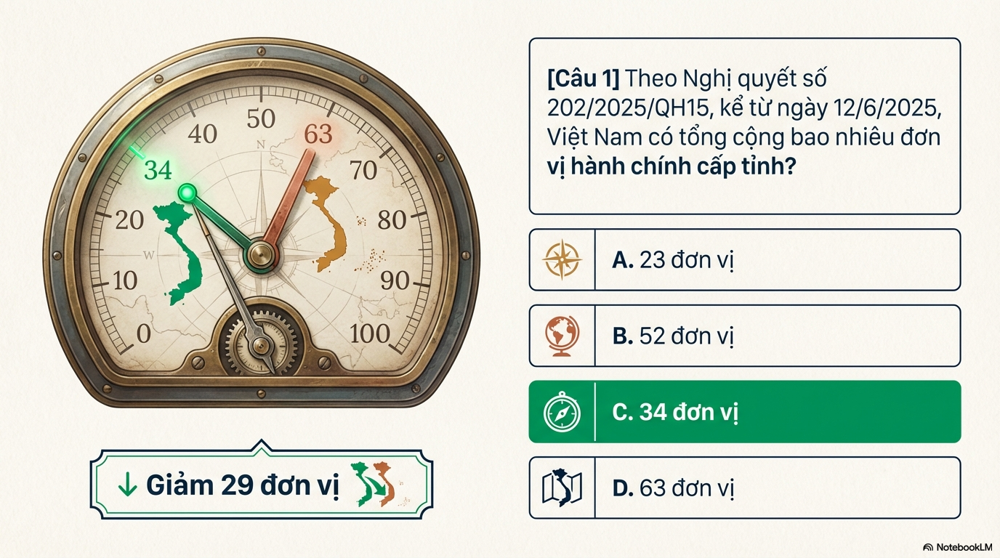 50
40
63
N
34
70
20
80
W
10
90
0
100
↓ Giảm 29 đơn vị
[Câu 1] Theo Nghị quyết số
202/2025/QH15, kể từ ngày 12/6/2025,
Việt Nam có tổng cộng bao nhiêu đơn
vị hành chính cấp tỉnh?
A. 23 đơn vị
B. 52 đơn vị
C. 34 đơn vị
D. 63 đơn vị
NotebookLM